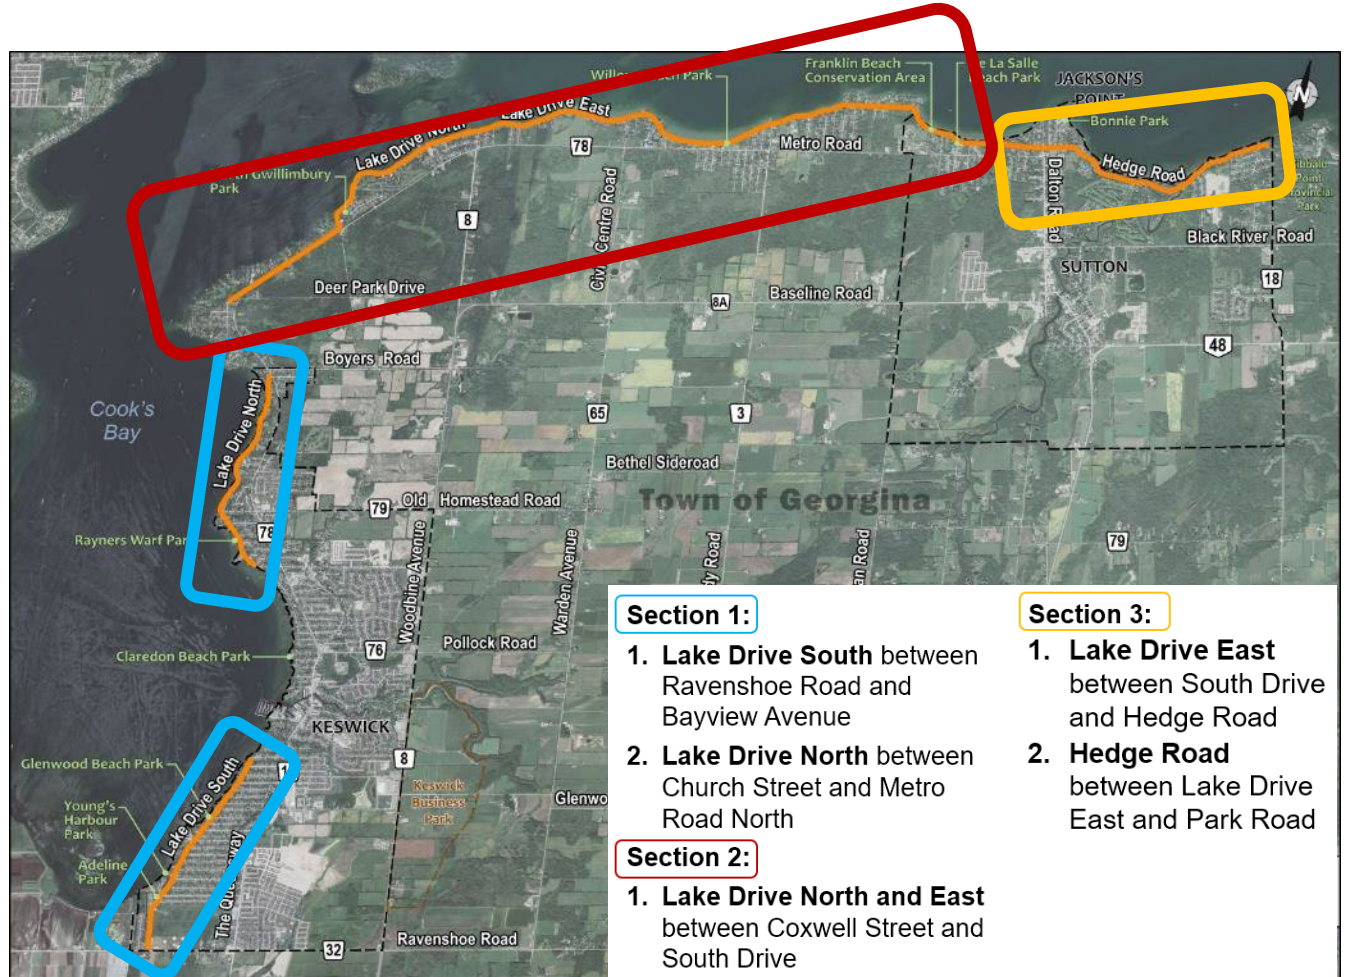 Franklin Beach
Conservation Area
La Salle
Beach Park
JACKSON'S
POINT
Bonnie Park
Park
Lake Drive East
Lake Drive North
78
Metro Road
Hedge Road
Gwillimbury
Park
Dalton Road
Point
Park
8
Centre Road
Black River Road
SUTTON
18
Deer Park Drive
8A
Baseline Road
Boyers Road
48
Cook's
Bay
Lake Drive North
65
3
Bethel Sideroad
Town of Georgina
79
Old Homestead Road
78
Rayners Warf
79
Woodbine Avenue
Warden Avenue
Road
Road
Claredon Beach Park
76
Pollock Road
KESWICK
Glenwood Beach Park
Lake Drive South
8
Keswick
Business
Park
Young's
Harbour
Park
Adeline
Park
32
Ravenshoe Road
Section 1:
1. Lake Drive South between
Ravenshoe Road and
Bayview Avenue
2. Lake Drive North between
Church Street and Metro
Road North
Section 2:
1. Lake Drive North and East
between Coxwell Street and
South Drive
Section 3:
1. Lake Drive East
between South Drive
and Hedge Road
2. Hedge Road
between Lake Drive
East and Park Road